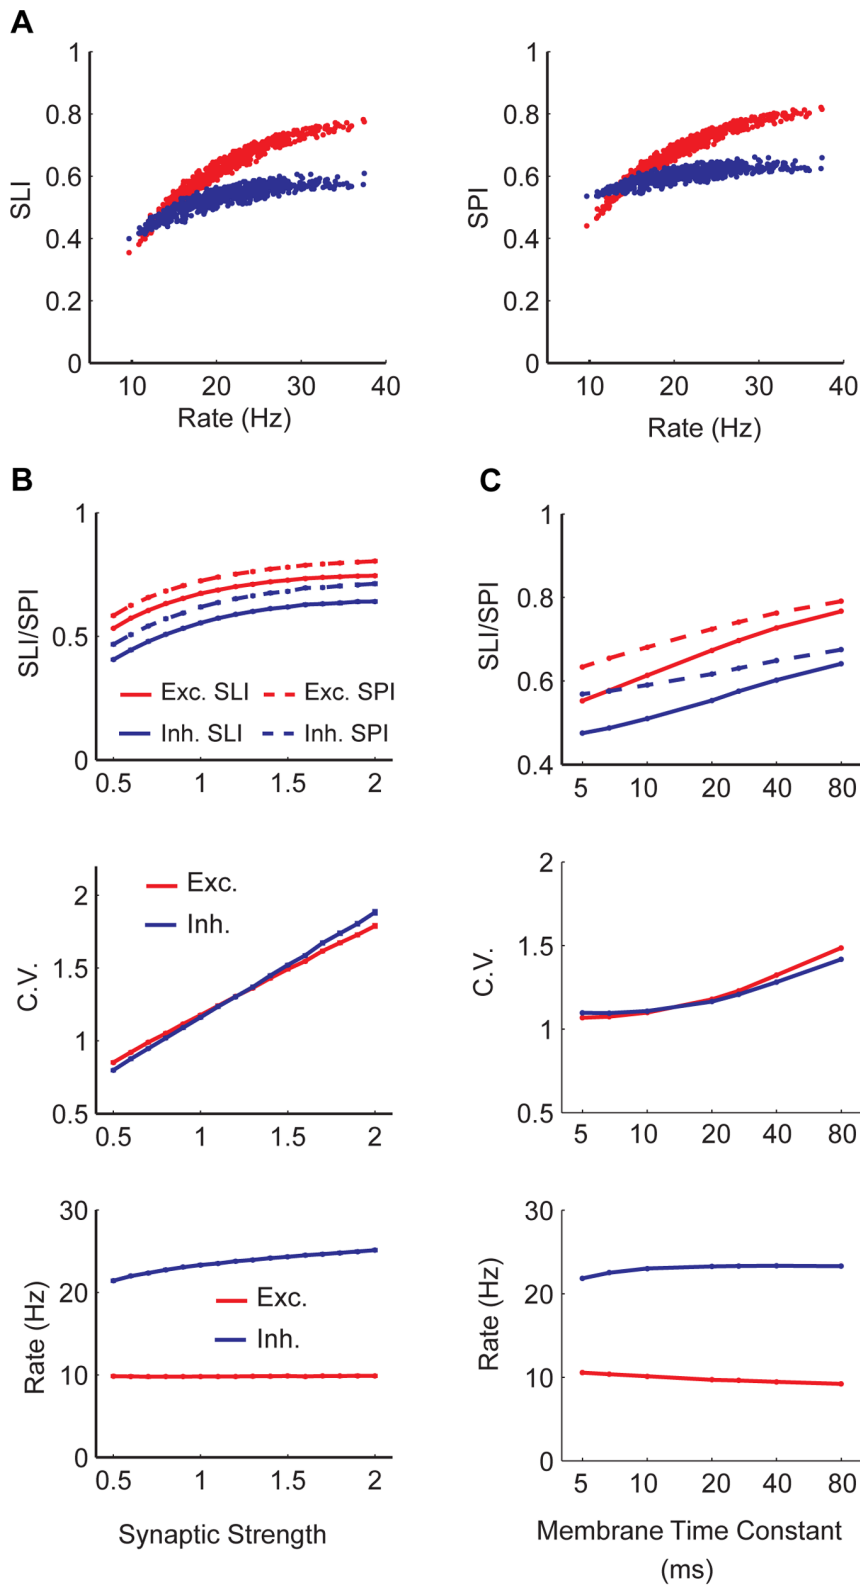 A
1
0.8
0.6
0.4
0.2
0
SLI
10 20 30 40
Rate (Hz)
1
0.8
0.6
0.4
0.2
0
SPI
10 20 30 40
Rate (Hz)
B
1
0.5
0
SLI/SPI
Exc. SLI
Exc. SPI
Inh. SLI
Inh. SPI
0.5 1 1.5 2
2
1.5
1
0.5
C.V.
Exc.
Inh.
0.5 1 1.5 2
30
20
10
0
Rate (Hz)
Exc.
Inh.
0.5 1 1.5 2
Synaptic Strength
C
1
0.8
0.6
0.4
SLI/SPI
5 10 20 40 80
2
1.5
1
0.5
C.V.
5 10 20 40 80
30
20
10
0
Rate (Hz)
5 10 20 40 80
Membrane Time Constant
(ms)